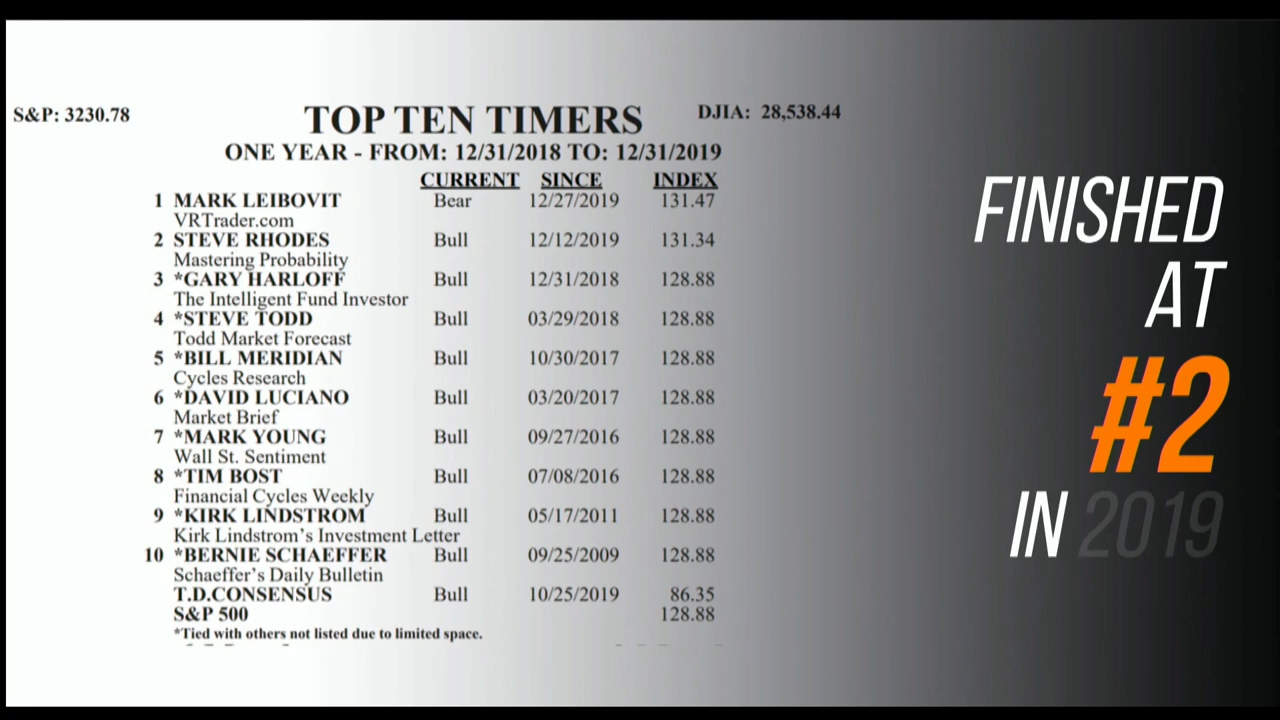 S&P: 3230.78
TOP TEN TIMERS
DJIA: 28,538.44
ONE YEAR - FROM: 12/31/2018 TO: 12/31/2019
CURRENT SINCE INDEX
1 MARK LEIBOVIT Bear 12/27/2019 131.47
VRTrader.com
2 STEVE RHODES Bull 12/12/2019 131.34
Mastering Probability
3 *GARY HARLOFF Bull 12/31/2018 128.88
The Intelligent Fund Investor
4 *STEVE TODD Bull 03/29/2018 128.88
Todd Market Forecast
5 *BILL MERIDIAN Bull 10/30/2017 128.88
Cycles Research
6 *DAVID LUCIANO Bull 03/20/2017 128.88
Market Brief
7 *MARK YOUNG Bull 09/27/2016 128.88
Wall St. Sentiment
8 *TIM BOST Bull 07/08/2016 128.88
Financial Cycles Weekly
9 *KIRK LINDSTROM Bull 05/17/2011 128.88
Kirk Lindstrom's Investment Letter
10 *BERNIE SCHAEFFER Bull 09/25/2009 128.88
Schaeffer's Daily Bulletin
T.D.CONSENSUS Bull 10/25/2019 86.35
S&P 500 128.88
*Tied with others not listed due to limited space.
FINISHED
AT
#2
IN 2019